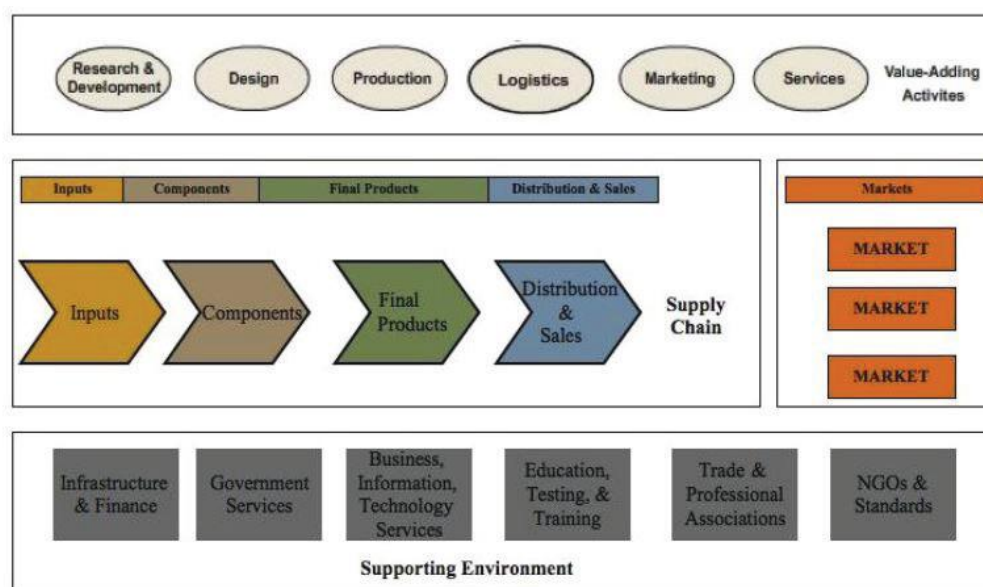 Research &
Development
Design
Production
Logistics
Marketing
Services
Value-Adding
Activites
Inputs
Components
Final Products
Distribution & Sales
Markets
Inputs
Components
Final
Products
Distribution
&
Sales
Supply
Chain
MARKET
MARKET
MARKET
Infrastructure
& Finance
Government
Services
Business,
Information,
Technology
Services
Education,
Testing, &
Training
Trade &
Professional
Associations
NGOs &
Standards
Supporting Environment